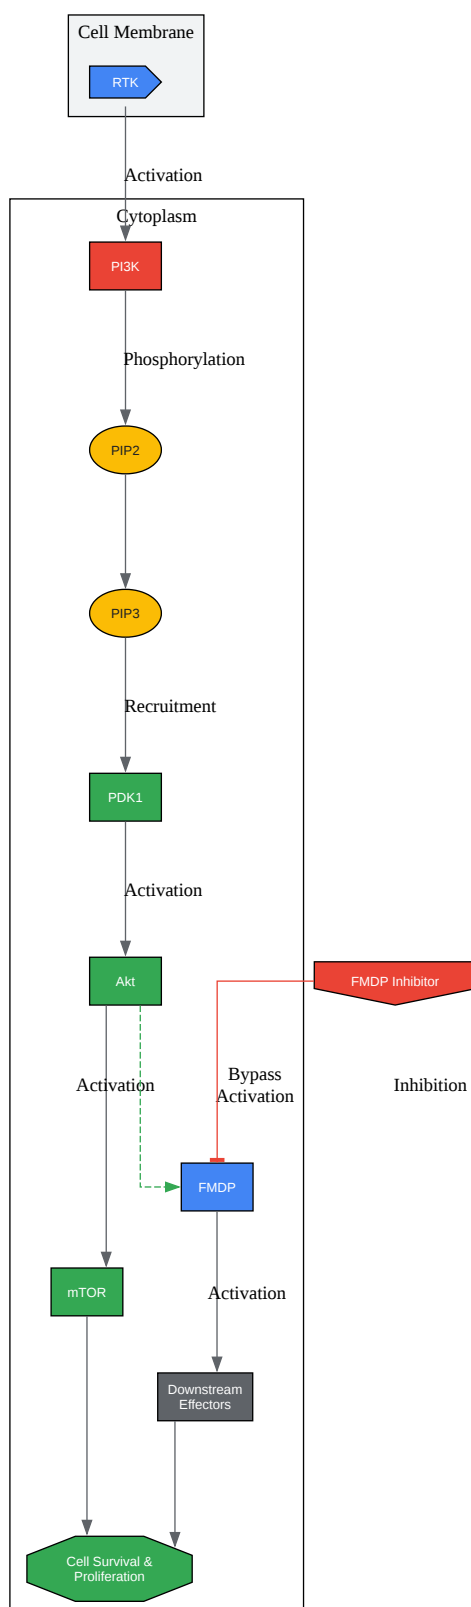 Cell Membrane
RTK
Activation
Cytoplasm
PI3K
Phosphorylation
PIP2
PIP3
Recruitment
PDK1
Activation
Akt
FMDP Inhibitor
Bypass
Activation
Activation
Inhibition
FMDP
mTOR
Activation
Downstream
Effectors
Cell Survival &
Proliferation